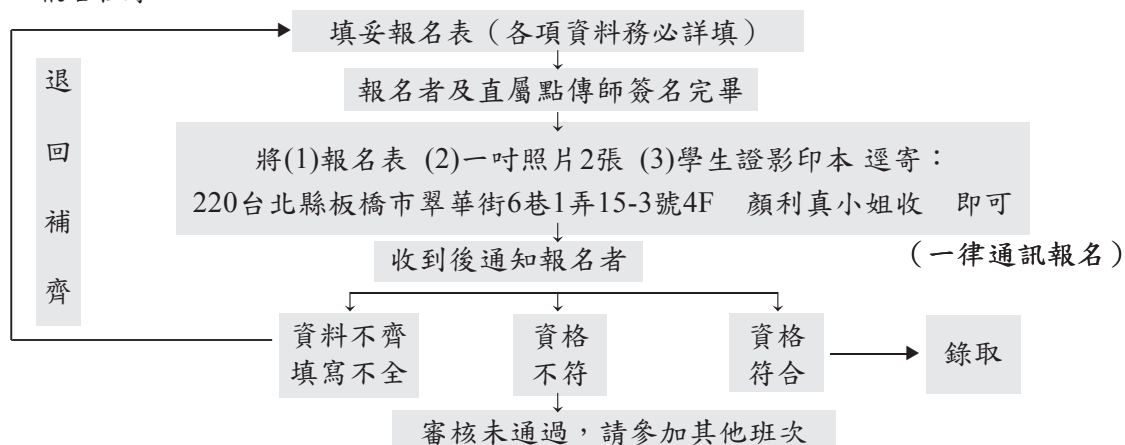 填妥報名表（各項資料務必詳填）
報名者及直屬點傳師簽名完畢
將(1)報名表 (2)一吋照片2張 (3)學生證影印本 逕寄：
220台北縣板橋市翠華街6巷1弄15-3號4F 顏利真小姐收 即可
收到後通知報名者
（一律通訊報名）
退回補齊
資料不齊
填寫不全
資格
不符
資格
符合
錄取
審核未通過，請參加其他班次